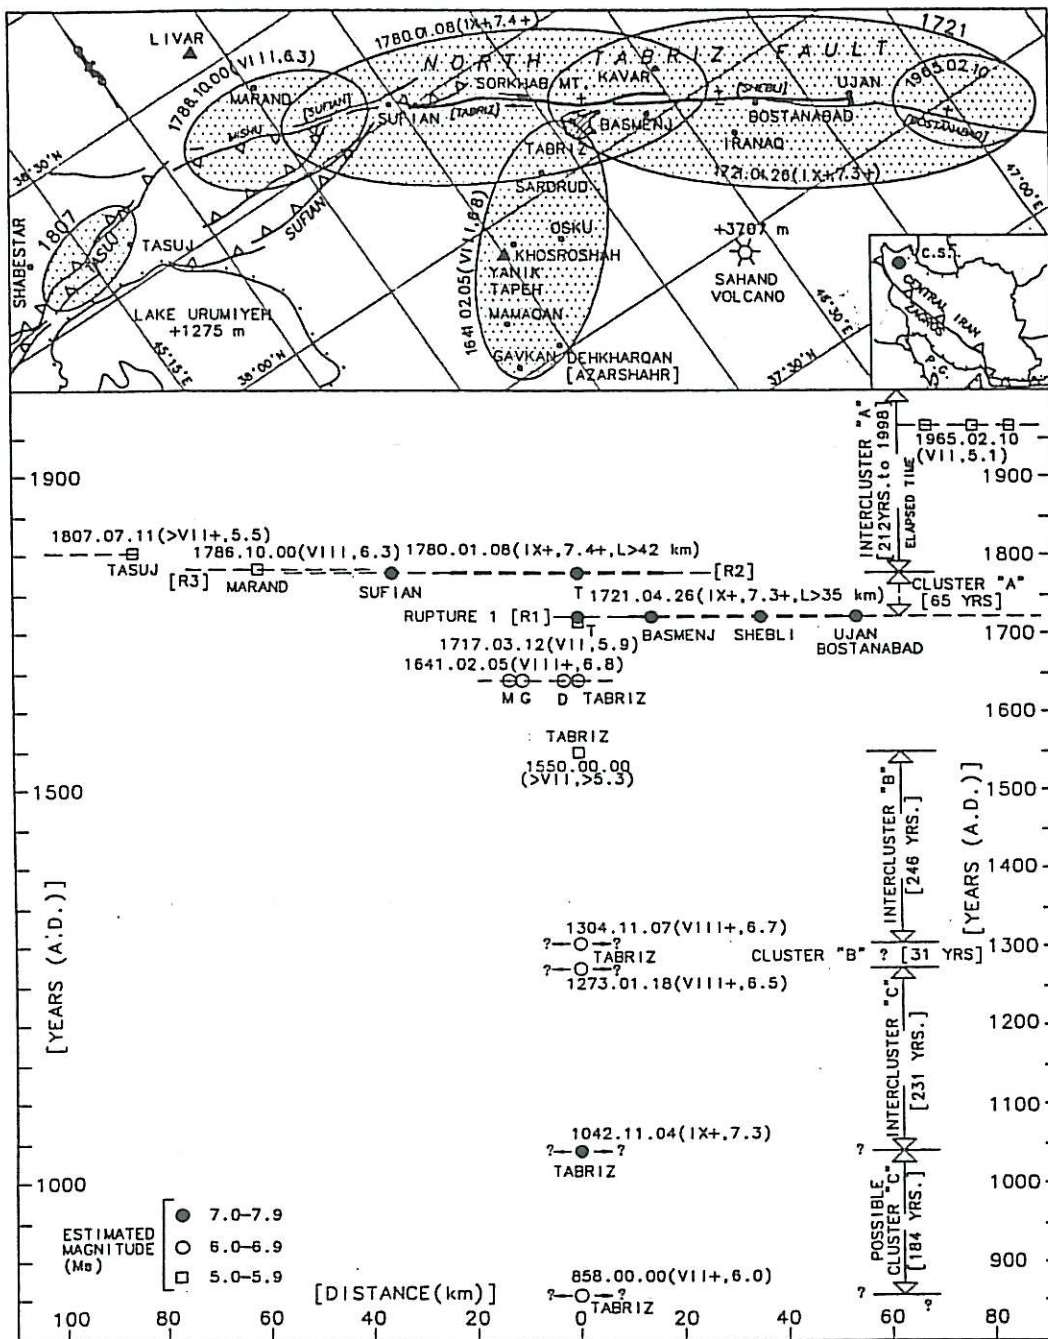 LIVAR
1780.01.08(IX+,7.4+)
1721
NORTH TABRIZ FAULT
1788.10.00(VIII,6.3)
1965.02.10
MARAND
SORKHAB MT.
KAVAR
[SHEBLI]
UJAN
[SUFIAN]
MISHU
SUFIAN
[TABRIZ]
BASMENJ
BOSTANABAD
[BOSTANABAD]
TABRIZ
IRANAQ
38°30'N
47°00'E
SARDRUD
1721.01.26(IX+,7.3+)
1807
SHABESTAR
TASUJ
TASUJ
SUFIAN
1641.02.05(VIII,6.8)
OSKU
KHOSROSHAH
YANIK
TAPEH
+3707 m
SAHAND
VOLCANO
C.S.
CENTRAL IRAN
ZAGROS
P.G.
LAKE URUMIYEH
+1275 m
MAMAQAN
46°30'E
45°15'E
38°00'N
GAVKAN
DEHKHARQAN
[AZARSHAHR]
37°30'N
INTERCLUSTER "A"
[212YRS.to 1998]
ELAPSED TIME
1965.02.10
(VII,5.1)
1900
1900
1807.07.11(>VII+,5.5)
1786.10.00(VIII,6.3)
1780.01.08(IX+,7.4+,L>42 km)
1800
TASUJ
[R3]
MARAND
SUFIAN
T
[R2]
CLUSTER "A"
[65 YRS]
1721.04.26(IX+,7.3+,L>35 km)
RUPTURE 1 [R1]
T
BASMENJ
SHEBLI
UJAN
BOSTANABAD
1700
1717.03.12(VII,5.9)
1641.02.05(VIII+,6.8)
M G D TABRIZ
1600
TABRIZ
1550.00.00
(>VII,>5.3)
1500
1500
INTERCLUSTER "B"
[246 YRS.]
[YEARS (A.D.)]
1400
1304.11.07(VIII+,6.7)
? ?
TABRIZ
CLUSTER "B" ? [31 YRS]
1300
? ?
1273.01.18(VIII+,6.5)
[YEARS (A.D.)]
INTERCLUSTER "C"
[231 YRS.]
1200
1100
1042.11.04(IX+,7.3)
? ?
TABRIZ
?
1000
1000
POSSIBLE
CLUSTER "C"
[184 YRS.]
ESTIMATED
MAGNITUDE
(Ms)
7.0-7.9
6.0-6.9
5.0-5.9
900
858.00.00(VII+,6.0)
? ?
TABRIZ
? ?
[DISTANCE(km)]
100 80 60 40 20 0 20 40 60 80